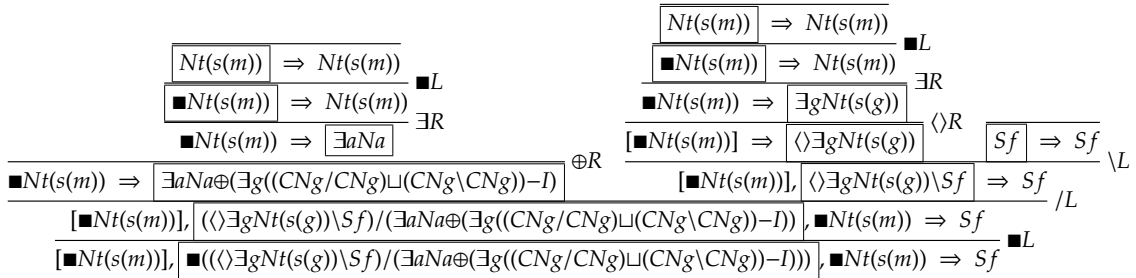 Nt(s(m)) ⇒ Nt(s(m)) ■L
■Nt(s(m)) ⇒ Nt(s(m)) ∃R
■Nt(s(m)) ⇒ ∃aNa ⊕R
■Nt(s(m)) ⇒ ∃aNa⊕(∃g((CNg/CNg)⊔(CNg\CNg))−I)
Nt(s(m)) ⇒ Nt(s(m)) ■L
■Nt(s(m)) ⇒ Nt(s(m)) ∃R
■Nt(s(m)) ⇒ ∃gNt(s(g)) ⟨⟩R
[■Nt(s(m))] ⇒ ⟨⟩∃gNt(s(g)) Sf ⇒ Sf \L
[■Nt(s(m))], ⟨⟩∃gNt(s(g))\Sf ⇒ Sf /L
[■Nt(s(m))], (⟨⟩∃gNt(s(g))\Sf)/(∃aNa⊕(∃g((CNg/CNg)⊔(CNg\CNg))−I)) , ■Nt(s(m)) ⇒ Sf ■L
[■Nt(s(m))], ■((⟨⟩∃gNt(s(g))\Sf)/(∃aNa⊕(∃g((CNg/CNg)⊔(CNg\CNg))−I))) , ■Nt(s(m)) ⇒ Sf